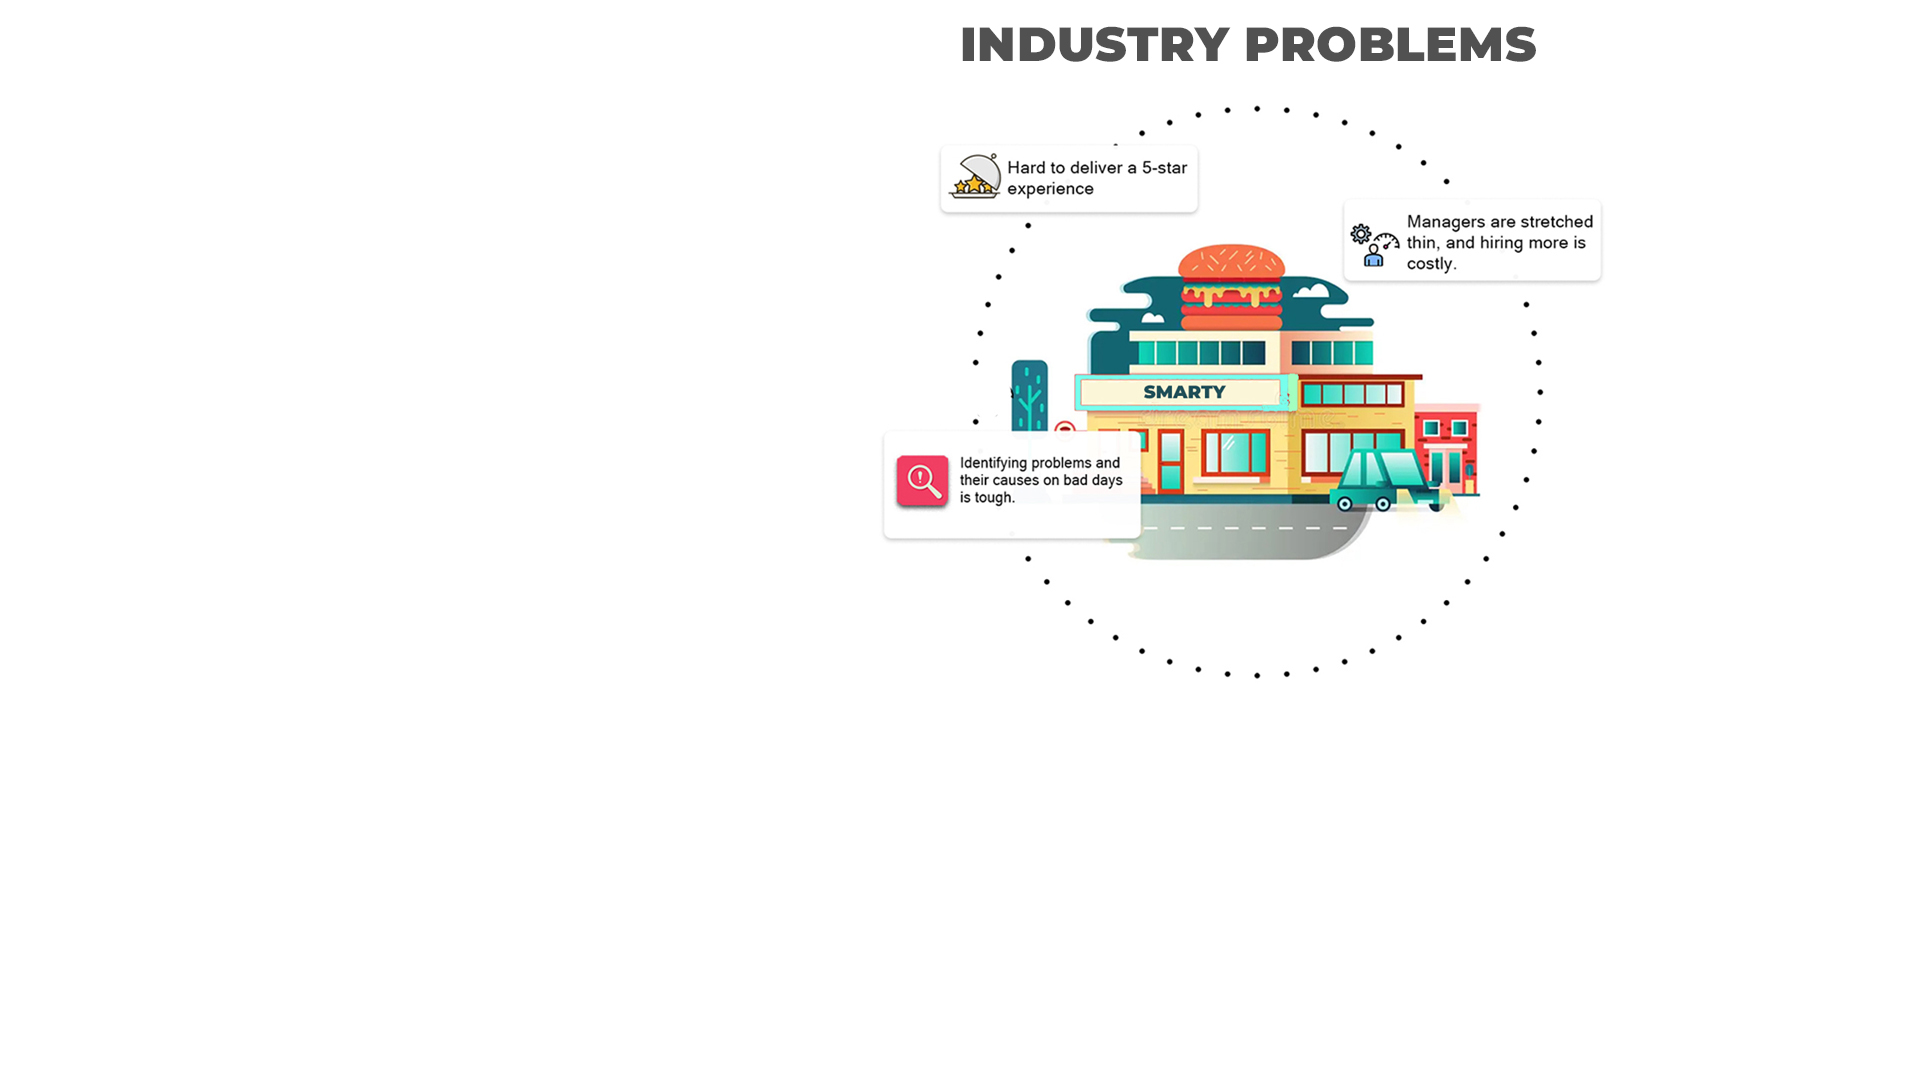 INDUSTRY PROBLEMS
Hard to deliver a 5-star
experience
Managers are stretched
thin, and hiring more is
costly.
SMARTY
Identifying problems and
their causes on bad days
is tough.